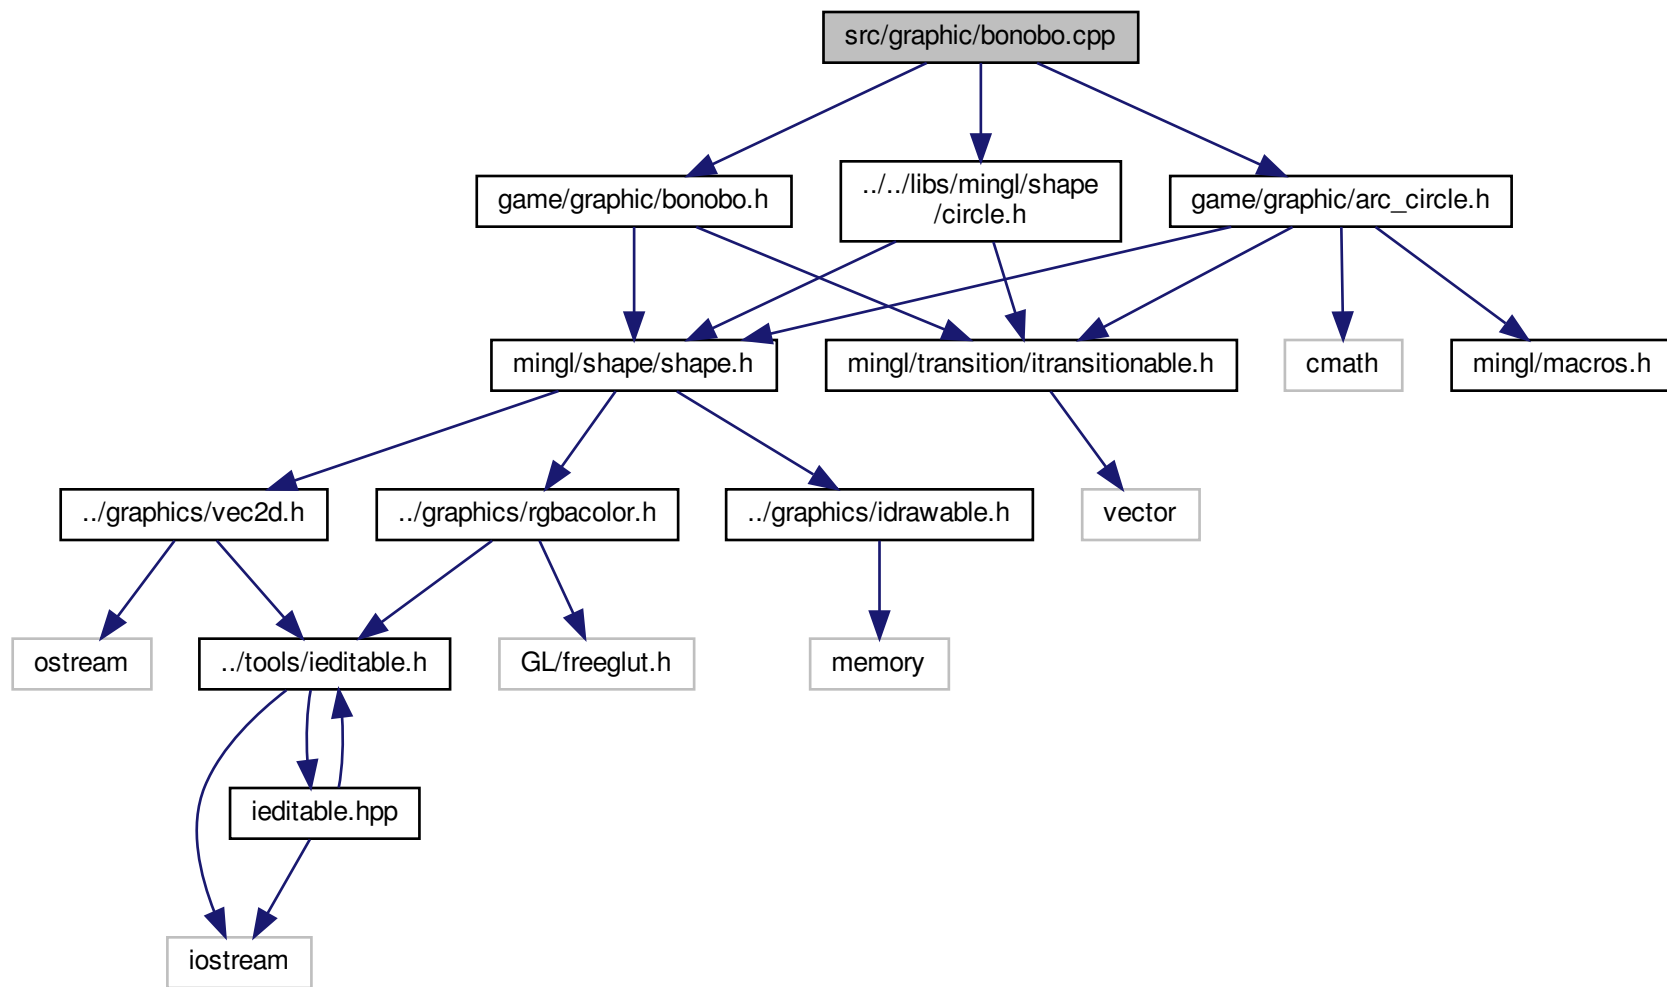 src/graphic/bonobo.cpp
game/graphic/bonobo.h
../../libs/mingl/shape
/circle.h
game/graphic/arc_circle.h
mingl/shape/shape.h
mingl/transition/itransitionable.h
cmath
mingl/macros.h
../graphics/vec2d.h
../graphics/rgbacolor.h
../graphics/idrawable.h
vector
ostream
../tools/ieditable.h
GL/freeglut.h
memory
ieditable.hpp
iostream